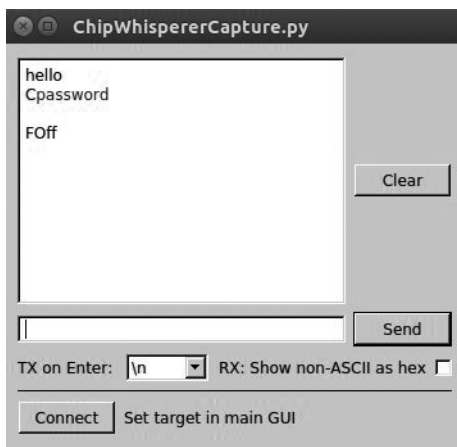 ChipWhispererCapture.py
hello
Cpassword
FOff
Clear
Send
TX on Enter: \n RX: Show non-ASCII as hex
Connect Set target in main GUI